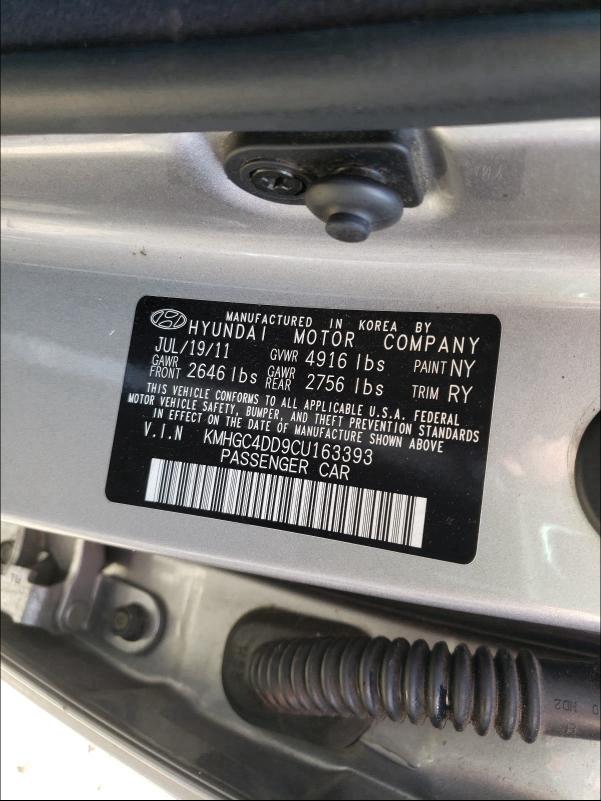 MANUFACTURED IN KOREA BY
HYUNDAI MOTOR COMPANY
JUL/19/11 GVWR 4916 lbs PAINT NY
GAWR FRONT 2646 lbs GAWR REAR 2756 lbs TRIM RY
THIS VEHICLE CONFORMS TO ALL APPLICABLE U.S.A. FEDERAL
MOTOR VEHICLE SAFETY, BUMPER, AND THEFT PREVENTION STANDARDS
IN EFFECT ON THE DATE OF MANUFACTURE SHOWN ABOVE
V.I.N KMHGC4DD9CU163393
PASSENGER CAR
HD2